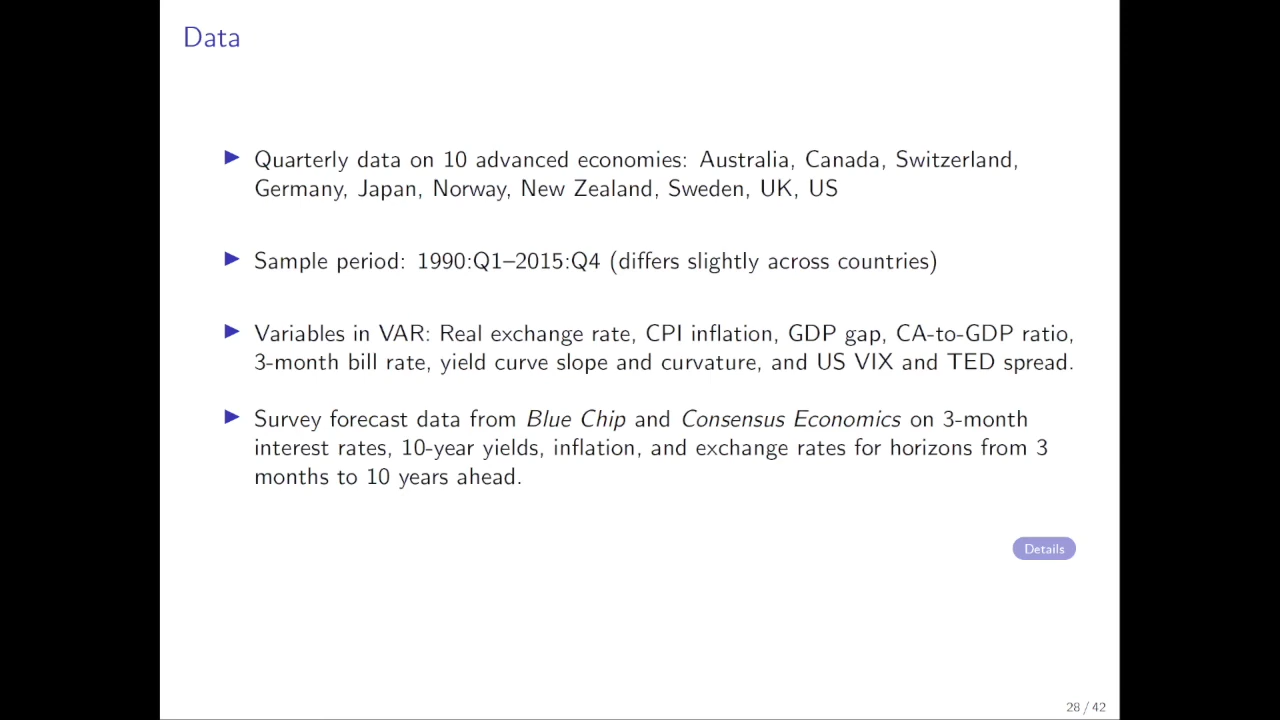 Data
Quarterly data on 10 advanced economies: Australia, Canada, Switzerland,
Germany, Japan, Norway, New Zealand, Sweden, UK, US
Sample period: 1990:Q1–2015:Q4 (differs slightly across countries)
Variables in VAR: Real exchange rate, CPI inflation, GDP gap, CA-to-GDP ratio,
3-month bill rate, yield curve slope and curvature, and US VIX and TED spread.
Survey forecast data from Blue Chip and Consensus Economics on 3-month
interest rates, 10-year yields, inflation, and exchange rates for horizons from 3
months to 10 years ahead.
Details
28 / 42